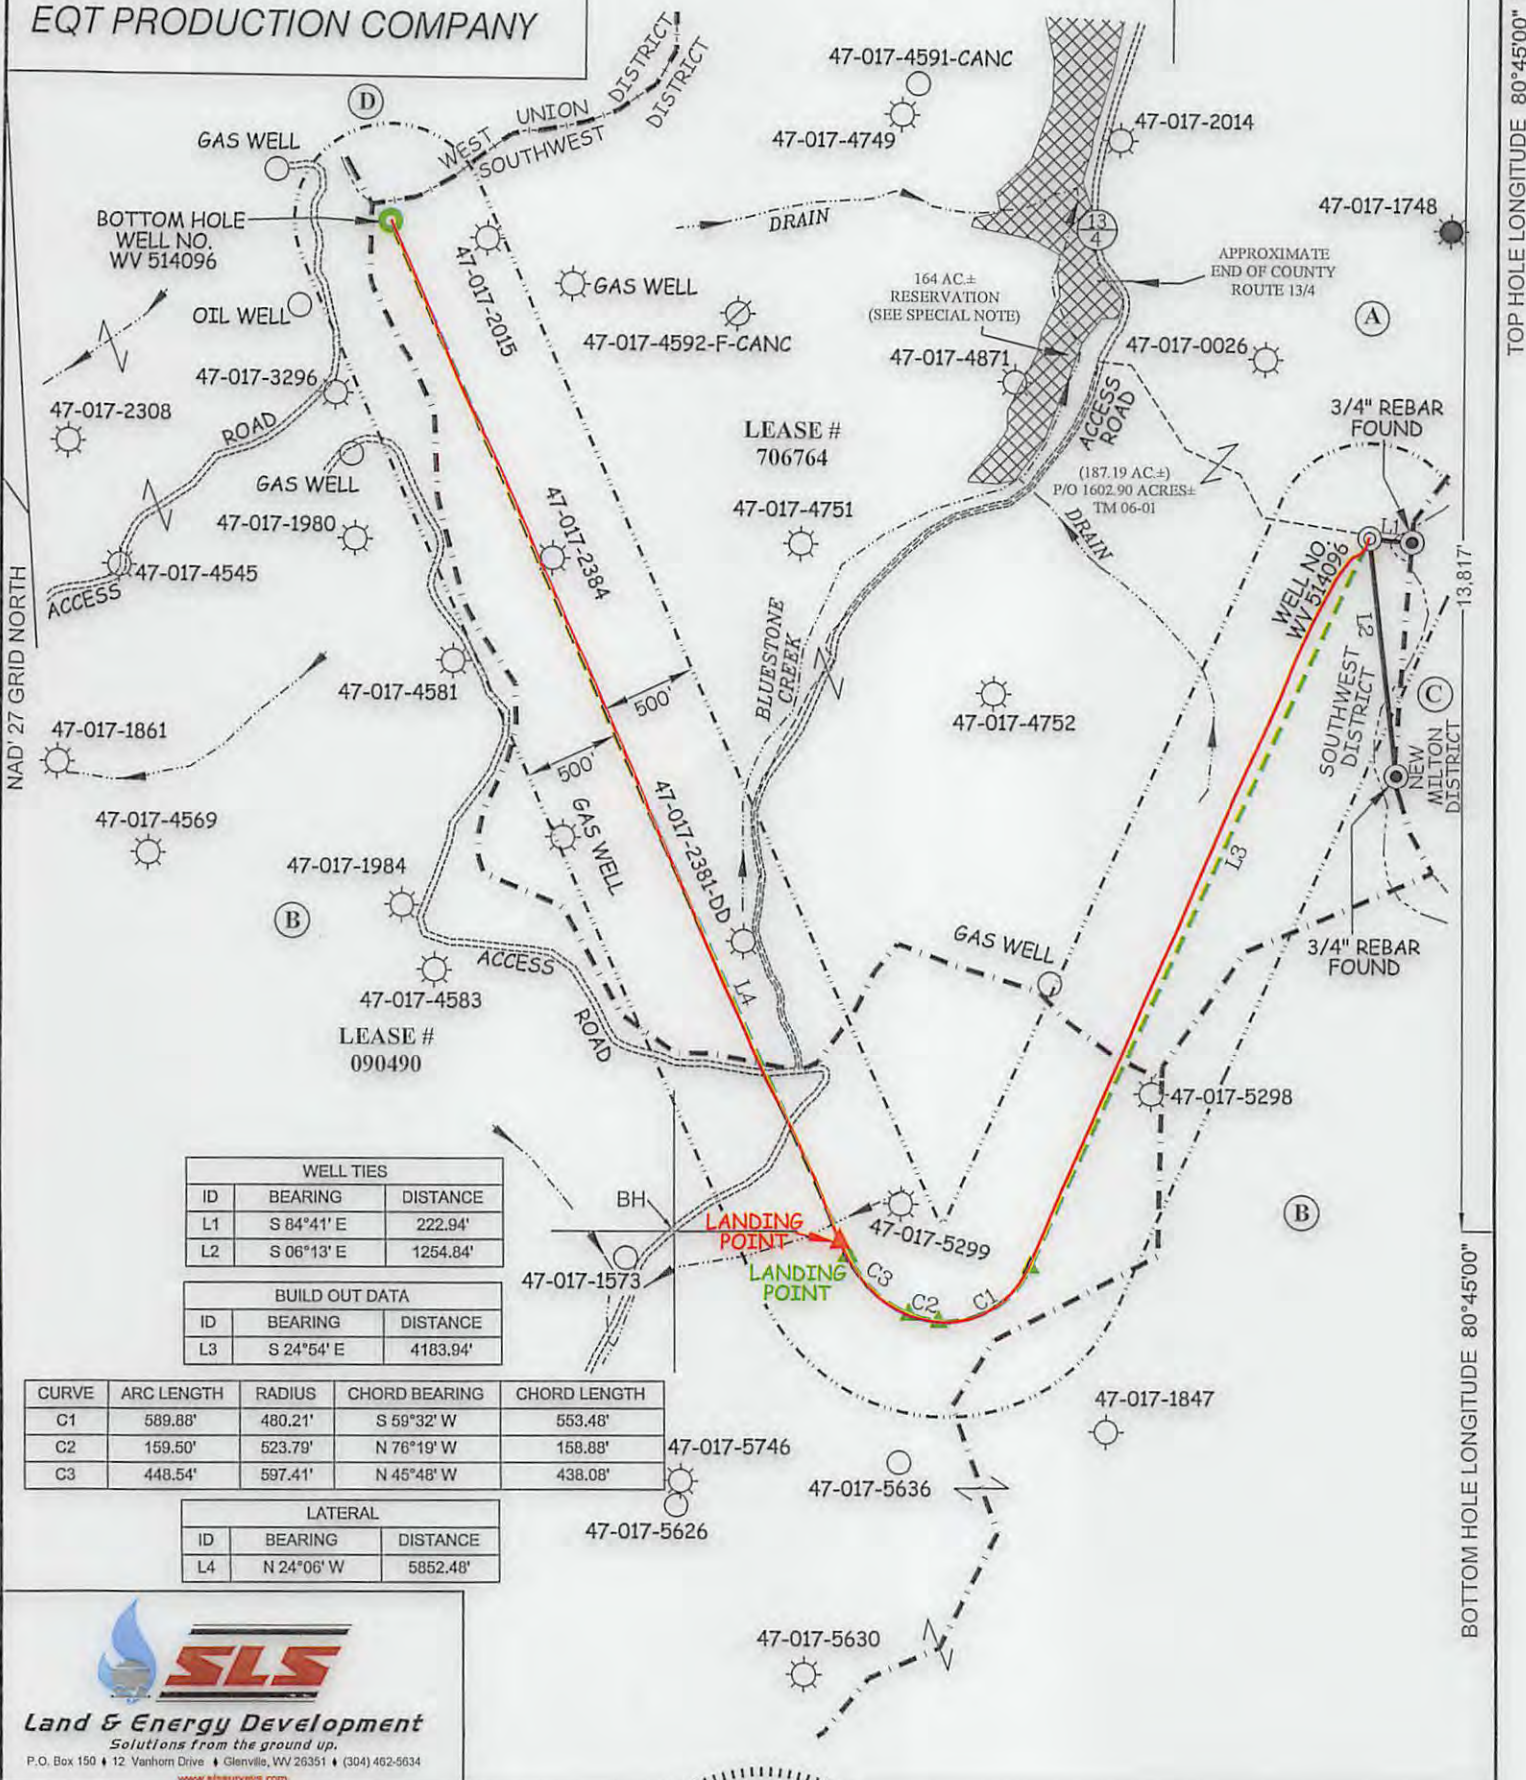 EQT PRODUCTION COMPANY
TOP HOLE LONGITUDE 80°45'00"
47-017-4591-CANC
47-017-4749
47-017-2014
WEST UNION DISTRICT
SOUTHWEST DISTRICT
D
GAS WELL
BOTTOM HOLE
WELL NO.
WV 514096
OIL WELL
DRAIN
13
4
47-017-1748
APPROXIMATE
END OF COUNTY
ROUTE 13/4
164 AC.±
RESERVATION
(SEE SPECIAL NOTE)
A
47-017-2015
GAS WELL
47-017-4592-F-CANC
47-017-4871
47-017-0026
47-017-3296
47-017-2308
ROAD
ACCESS
ROAD
3/4" REBAR
FOUND
LEASE #
706764
(187.19 AC.±)
P/O 1602.90 ACRES±
TM 06-01
GAS WELL
47-017-1980
47-017-2384
47-017-4751
DRAIN
L1
47-017-4545
ACCESS
NAD'27 GRID NORTH
WELL NO.
WV 514096
L2
13,817'
BLUESTONE
CREEK
47-017-4581
500'
500'
47-017-4752
SOUTHWEST
DISTRICT
C
NEW
MILTON
DISTRICT
47-017-1861
47-017-4569
GAS WELL
47-017-2381-DD
L3
47-017-1984
B
ACCESS
ROAD
47-017-4583
LEASE #
090490
L4
GAS WELL
3/4" REBAR
FOUND
47-017-5298
B
WELL TIES
ID BEARING DISTANCE
L1 S 84°41' E 222.94'
L2 S 06°13' E 1254.84'
BH
LANDING
POINT
47-017-5299
LANDING
POINT
47-017-1573
C3
C2
C1
BUILD OUT DATA
ID BEARING DISTANCE
L3 S 24°54' E 4183.94'
BOTTOM HOLE LONGITUDE 80°45'00"
CURVE ARC LENGTH RADIUS CHORD BEARING CHORD LENGTH
C1 589.88' 480.21' S 59°32' W 553.48'
C2 159.50' 523.79' N 76°19' W 158.88'
C3 448.54' 597.41' N 45°48' W 438.08'
47-017-1847
47-017-5746
47-017-5636
47-017-5626
LATERAL
ID BEARING DISTANCE
L4 N 24°06' W 5852.48'
47-017-5630
SLS
Land & Energy Development
Solutions from the ground up.
P.O. Box 150 ♦ 12 Vanhorn Drive ♦ Glenville, WV 26351 ♦ (304) 462-5634